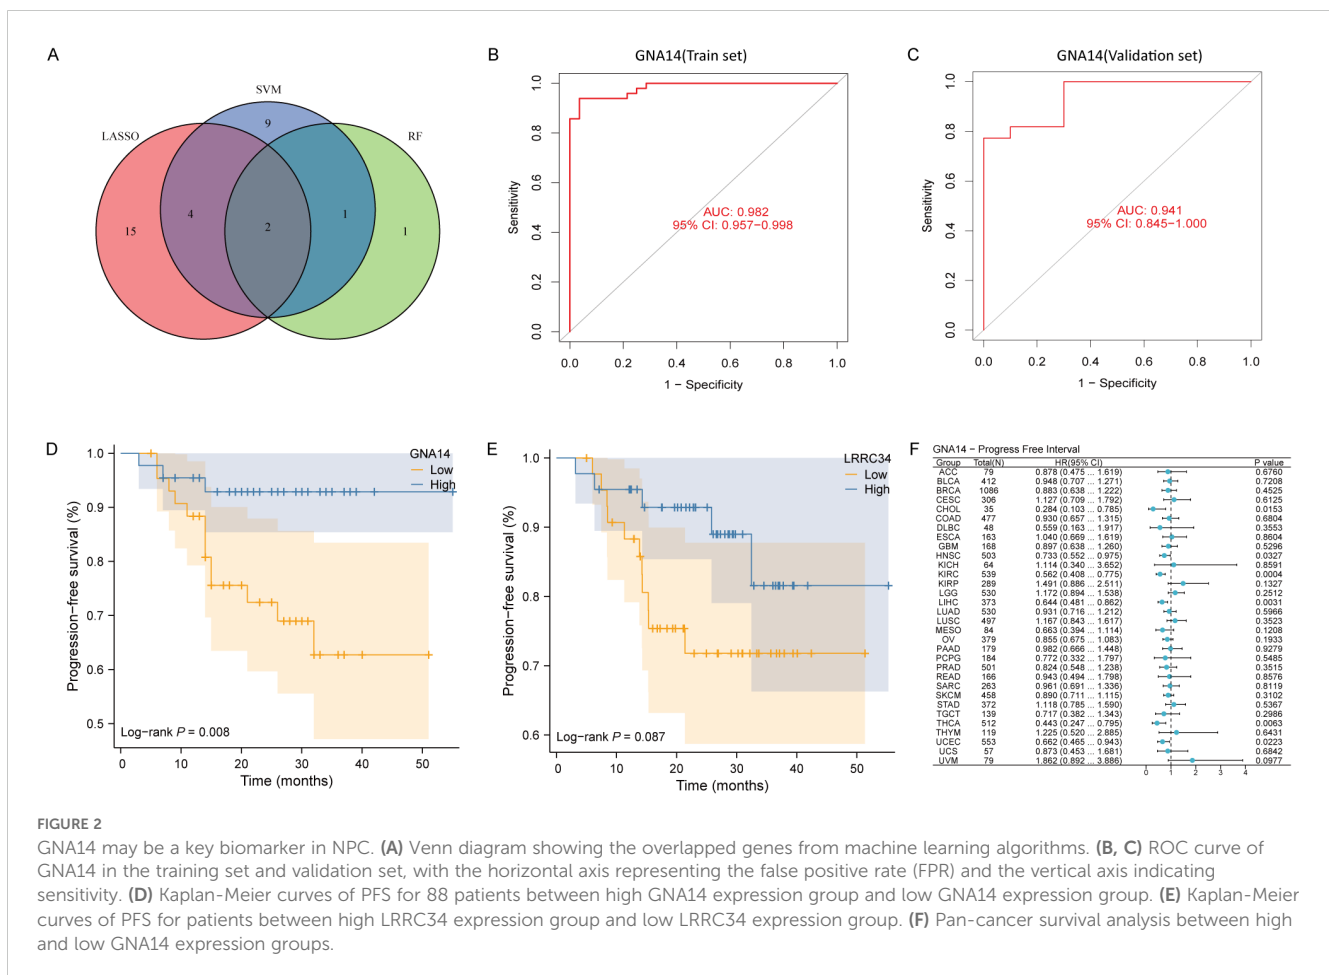 A
SVM
9
LASSO
RF
4
1
15
2
1
B
GNA14(Train set)
Sensitivity
0.0 0.2 0.4 0.6 0.8 1.0
AUC: 0.982
95% CI: 0.957–0.998
0.0 0.2 0.4 0.6 0.8 1.0
1 − Specificity
C
GNA14(Validation set)
Sensitivity
0.0 0.2 0.4 0.6 0.8 1.0
AUC: 0.941
95% CI: 0.845–1.000
0.0 0.2 0.4 0.6 0.8 1.0
1 − Specificity
D
GNA14
Low
High
Progression-free survival (%)
1.0
0.9
0.8
0.7
0.6
0.5
Log-rank P = 0.008
0 10 20 30 40 50
Time (months)
E
LRRC34
Low
High
Progression-free survival (%)
1.0
0.9
0.8
0.7
0.6
Log-rank P = 0.087
0 10 20 30 40 50
Time (months)
F
GNA14 − Progress Free Interval
Group Total(N) HR(95% CI) P value
ACC 79 0.878 (0.475 ... 1.619) 0.6760
BLCA 412 0.948 (0.707 ... 1.271) 0.7208
BRCA 1086 0.883 (0.638 ... 1.222) 0.4525
CESC 306 1.127 (0.709 ... 1.792) 0.6125
CHOL 35 0.284 (0.103 ... 0.785) 0.0153
COAD 477 0.930 (0.657 ... 1.315) 0.6804
DLBC 48 0.559 (0.163 ... 1.917) 0.3553
ESCA 163 1.040 (0.669 ... 1.619) 0.8604
GBM 168 0.897 (0.638 ... 1.260) 0.5296
HNSC 503 0.733 (0.552 ... 0.975) 0.0327
KICH 64 1.114 (0.340 ... 3.652) 0.8591
KIRC 539 0.562 (0.408 ... 0.775) 0.0004
KIRP 289 1.491 (0.886 ... 2.511) 0.1327
LGG 530 1.172 (0.894 ... 1.538) 0.2512
LIHC 373 0.644 (0.481 ... 0.862) 0.0031
LUAD 530 0.931 (0.716 ... 1.212) 0.5966
LUSC 497 1.167 (0.843 ... 1.617) 0.3523
MESO 84 0.663 (0.394 ... 1.114) 0.1208
OV 379 0.855 (0.675 ... 1.083) 0.1933
PAAD 179 0.982 (0.666 ... 1.448) 0.9279
PCPG 184 0.772 (0.332 ... 1.797) 0.5485
PRAD 501 0.824 (0.548 ... 1.238) 0.3515
READ 166 0.943 (0.494 ... 1.798) 0.8576
SARC 263 0.961 (0.691 ... 1.336) 0.8119
SKCM 458 0.890 (0.711 ... 1.115) 0.3102
STAD 372 1.118 (0.785 ... 1.590) 0.5367
TGCT 139 0.717 (0.382 ... 1.343) 0.2986
THCA 512 0.443 (0.247 ... 0.795) 0.0063
THYM 119 1.225 (0.520 ... 2.885) 0.6431
UCEC 553 0.662 (0.465 ... 0.943) 0.0223
UCS 57 0.873 (0.453 ... 1.681) 0.6842
UVM 79 1.862 (0.892 ... 3.886) 0.0977
0 1 2 3 4
FIGURE 2
GNA14 may be a key biomarker in NPC. (A) Venn diagram showing the overlapped genes from machine learning algorithms. (B, C) ROC curve of
GNA14 in the training set and validation set, with the horizontal axis representing the false positive rate (FPR) and the vertical axis indicating
sensitivity. (D) Kaplan-Meier curves of PFS for 88 patients between high GNA14 expression group and low GNA14 expression group. (E) Kaplan-Meier
curves of PFS for patients between high LRRC34 expression group and low LRRC34 expression group. (F) Pan-cancer survival analysis between high
and low GNA14 expression groups.